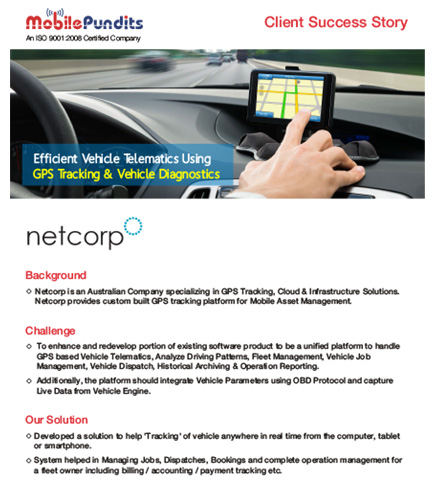 MobilePundits
Client Success Story
An ISO 9001:2008 Certified Company
Efficient Vehicle Telematics Using
GPS Tracking & Vehicle Diagnostics
netcorp
Background
◇ Netcorp is an Australian Company specializing in GPS Tracking, Cloud & Infrastructure Solutions.
Netcorp provides custom built GPS tracking platform for Mobile Asset Management.
Challenge
◇ To enhance and redevelop portion of existing software product to be a unified platform to handle
GPS based Vehicle Telematics, Analyze Driving Patterns, Fleet Management, Vehicle Job
Management, Vehicle Dispatch, Historical Archiving & Operation Reporting.
◇ Additionally, the platform should integrate Vehicle Parameters using OBD Protocol and capture
Live Data from Vehicle Engine.
Our Solution
◇ Developed a solution to help 'Tracking' of vehicle anywhere in real time from the computer, tablet
or smartphone.
◇ System helped in Managing Jobs, Dispatches, Bookings and complete operation management for
a fleet owner including billing / accounting / payment tracking etc.